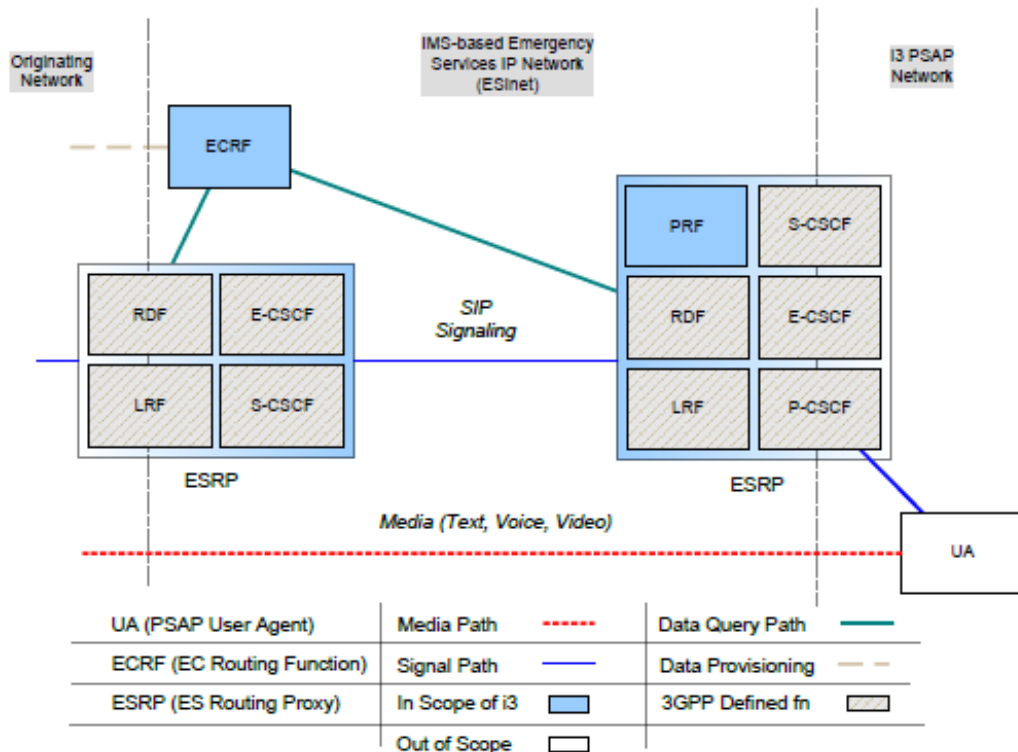 Originating
Network
IMS-based Emergency
Services IP Network
(ESInet)
I3 PSAP
Network
ECRF
PRF
S-CSCF
RDF
E-CSCF
SIP
Signaling
RDF
E-CSCF
LRF
S-CSCF
LRF
P-CSCF
ESRP
ESRP
Media (Text, Voice, Video)
UA
UA (PSAP User Agent)
Media Path
Data Query Path
ECRF (EC Routing Function)
Signal Path
Data Provisioning
ESRP (ES Routing Proxy)
In Scope of i3
3GPP Defined fn
Out of Scope